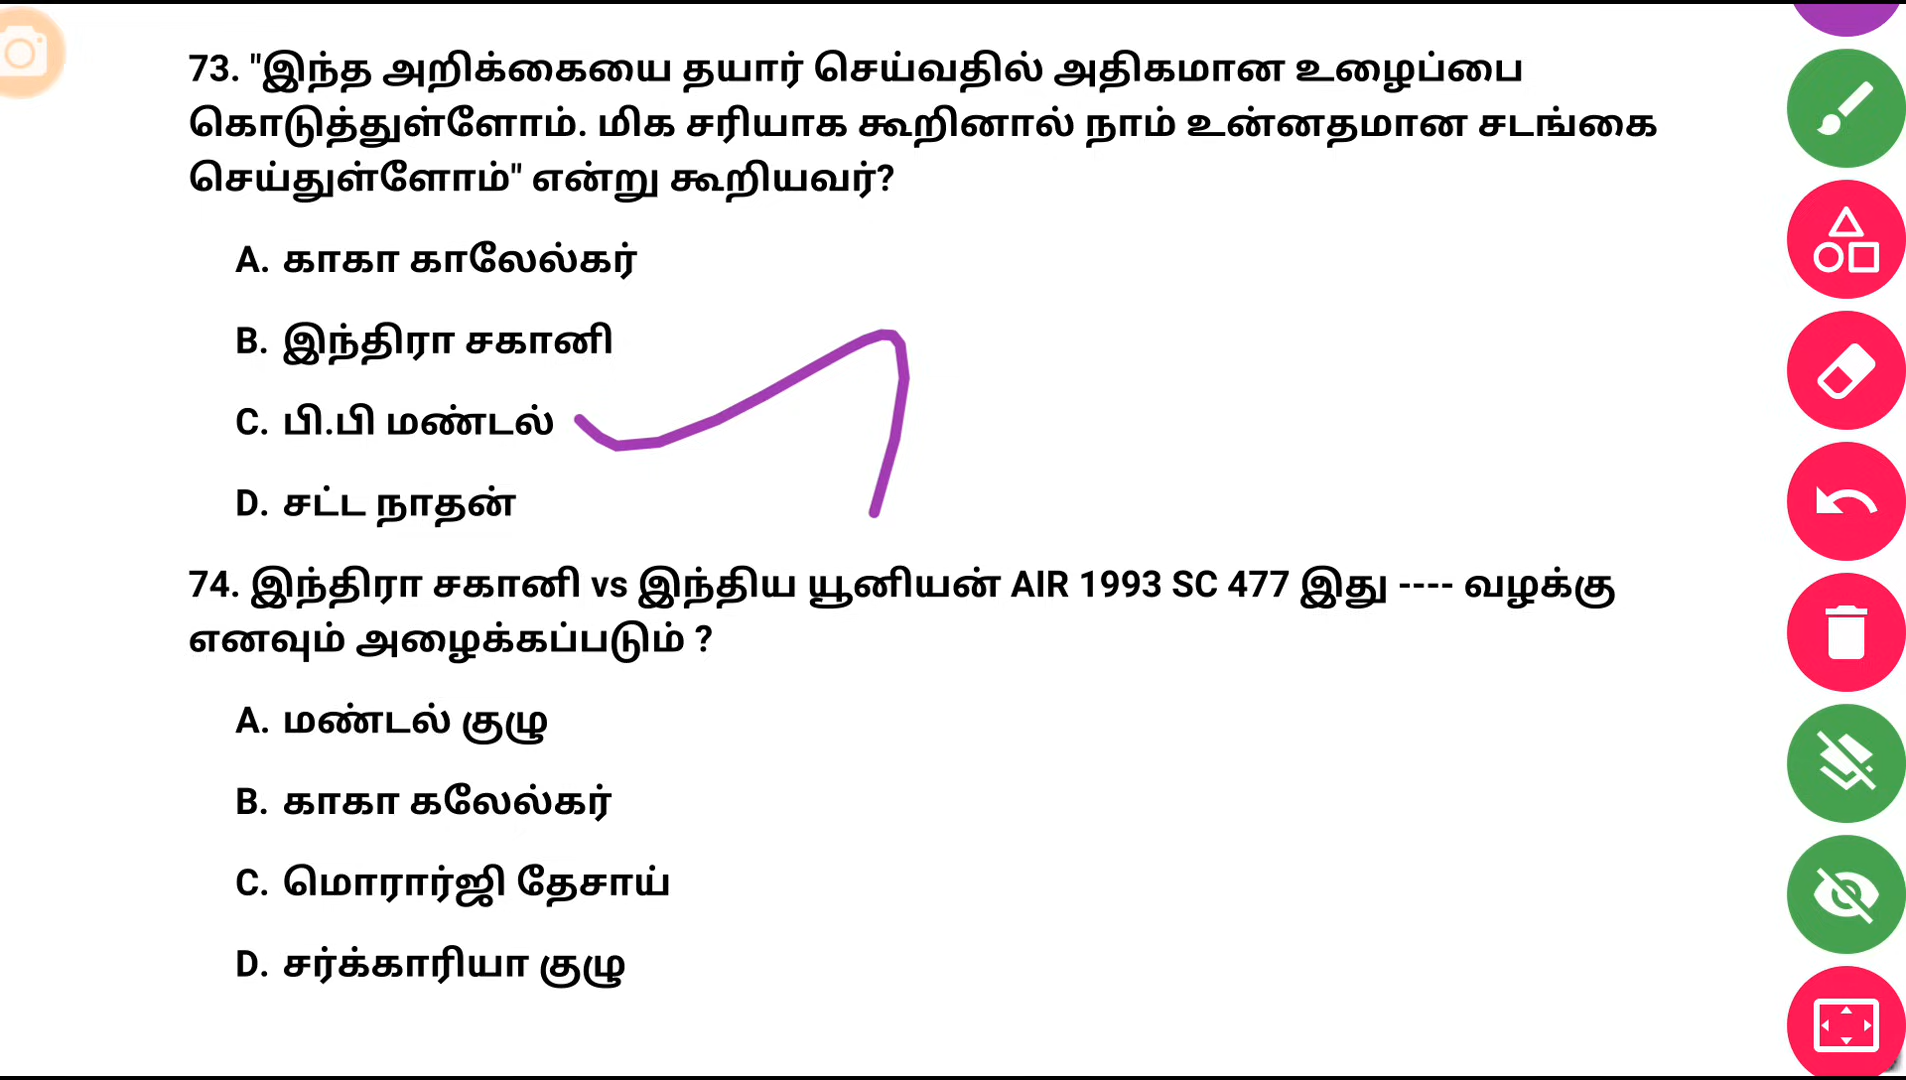 73. "இந்த அறிக்கையை தயார் செய்வதில் அதிகமான உழைப்பை
கொடுத்துள்ளோம். மிக சரியாக கூறினால் நாம் உன்னதமான சடங்கை
செய்துள்ளோம்" என்று கூறியவர்?
A. காகா காலேல்கர்
B. இந்திரா சகானி
C. பி.பி மண்டல்
D. சட்ட நாதன்
74. இந்திரா சகானி vs இந்திய யூனியன் AIR 1993 SC 477 இது ---- வழக்கு
எனவும் அழைக்கப்படும் ?
A. மண்டல் குழு
B. காகா கலேல்கர்
C. மொரார்ஜி தேசாய்
D. சர்க்காரியா குழு